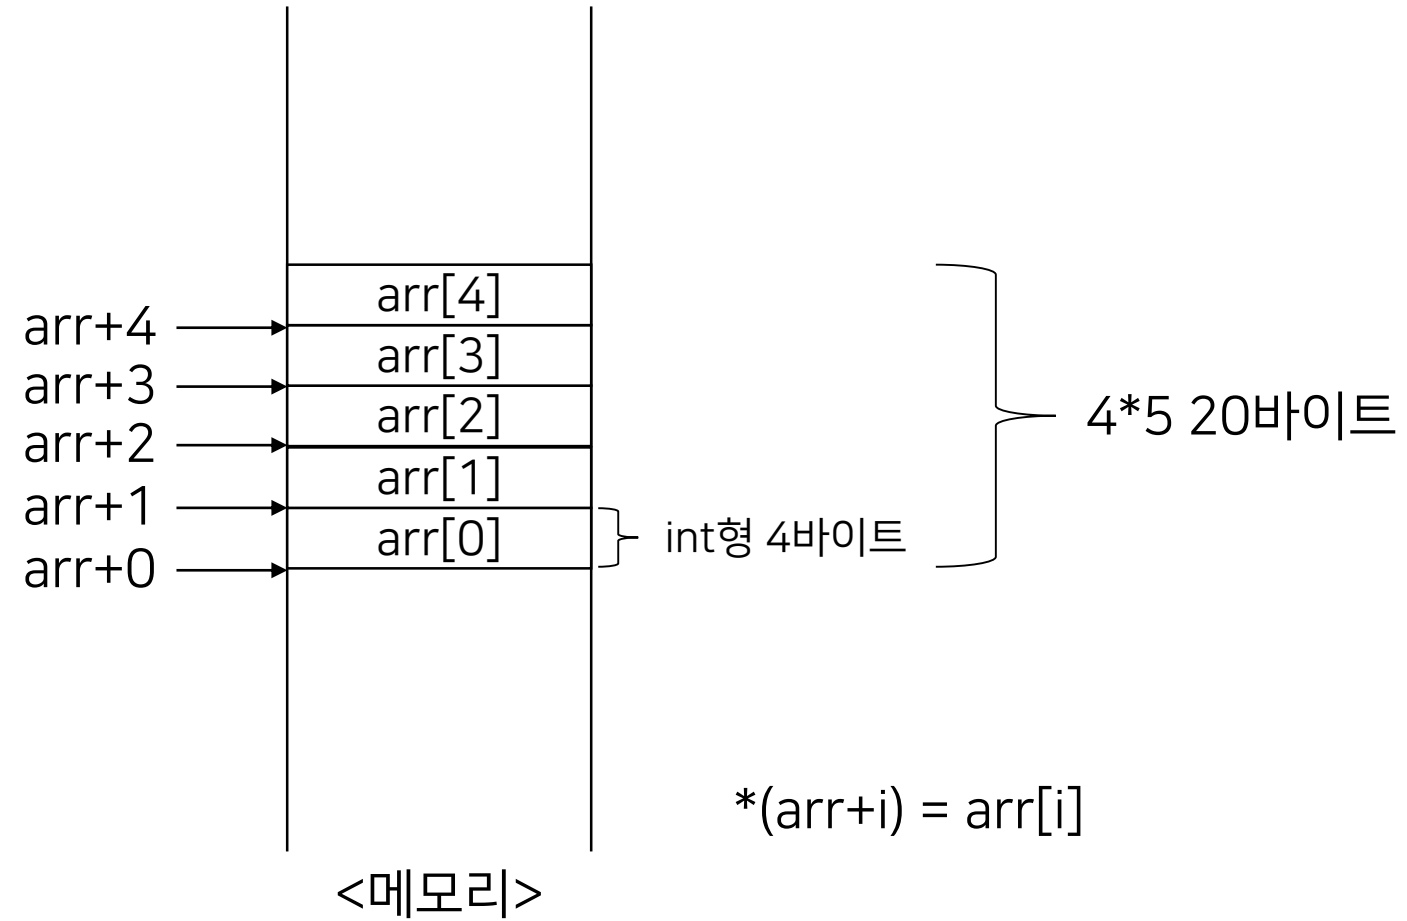 arr[4]
arr+4
arr[3]
arr+3
arr[2]
arr+2
arr[1]
arr+1
arr[0]
arr+0
int형 4바이트
4*5 20바이트
*(arr+i) = arr[i]
<메모리>